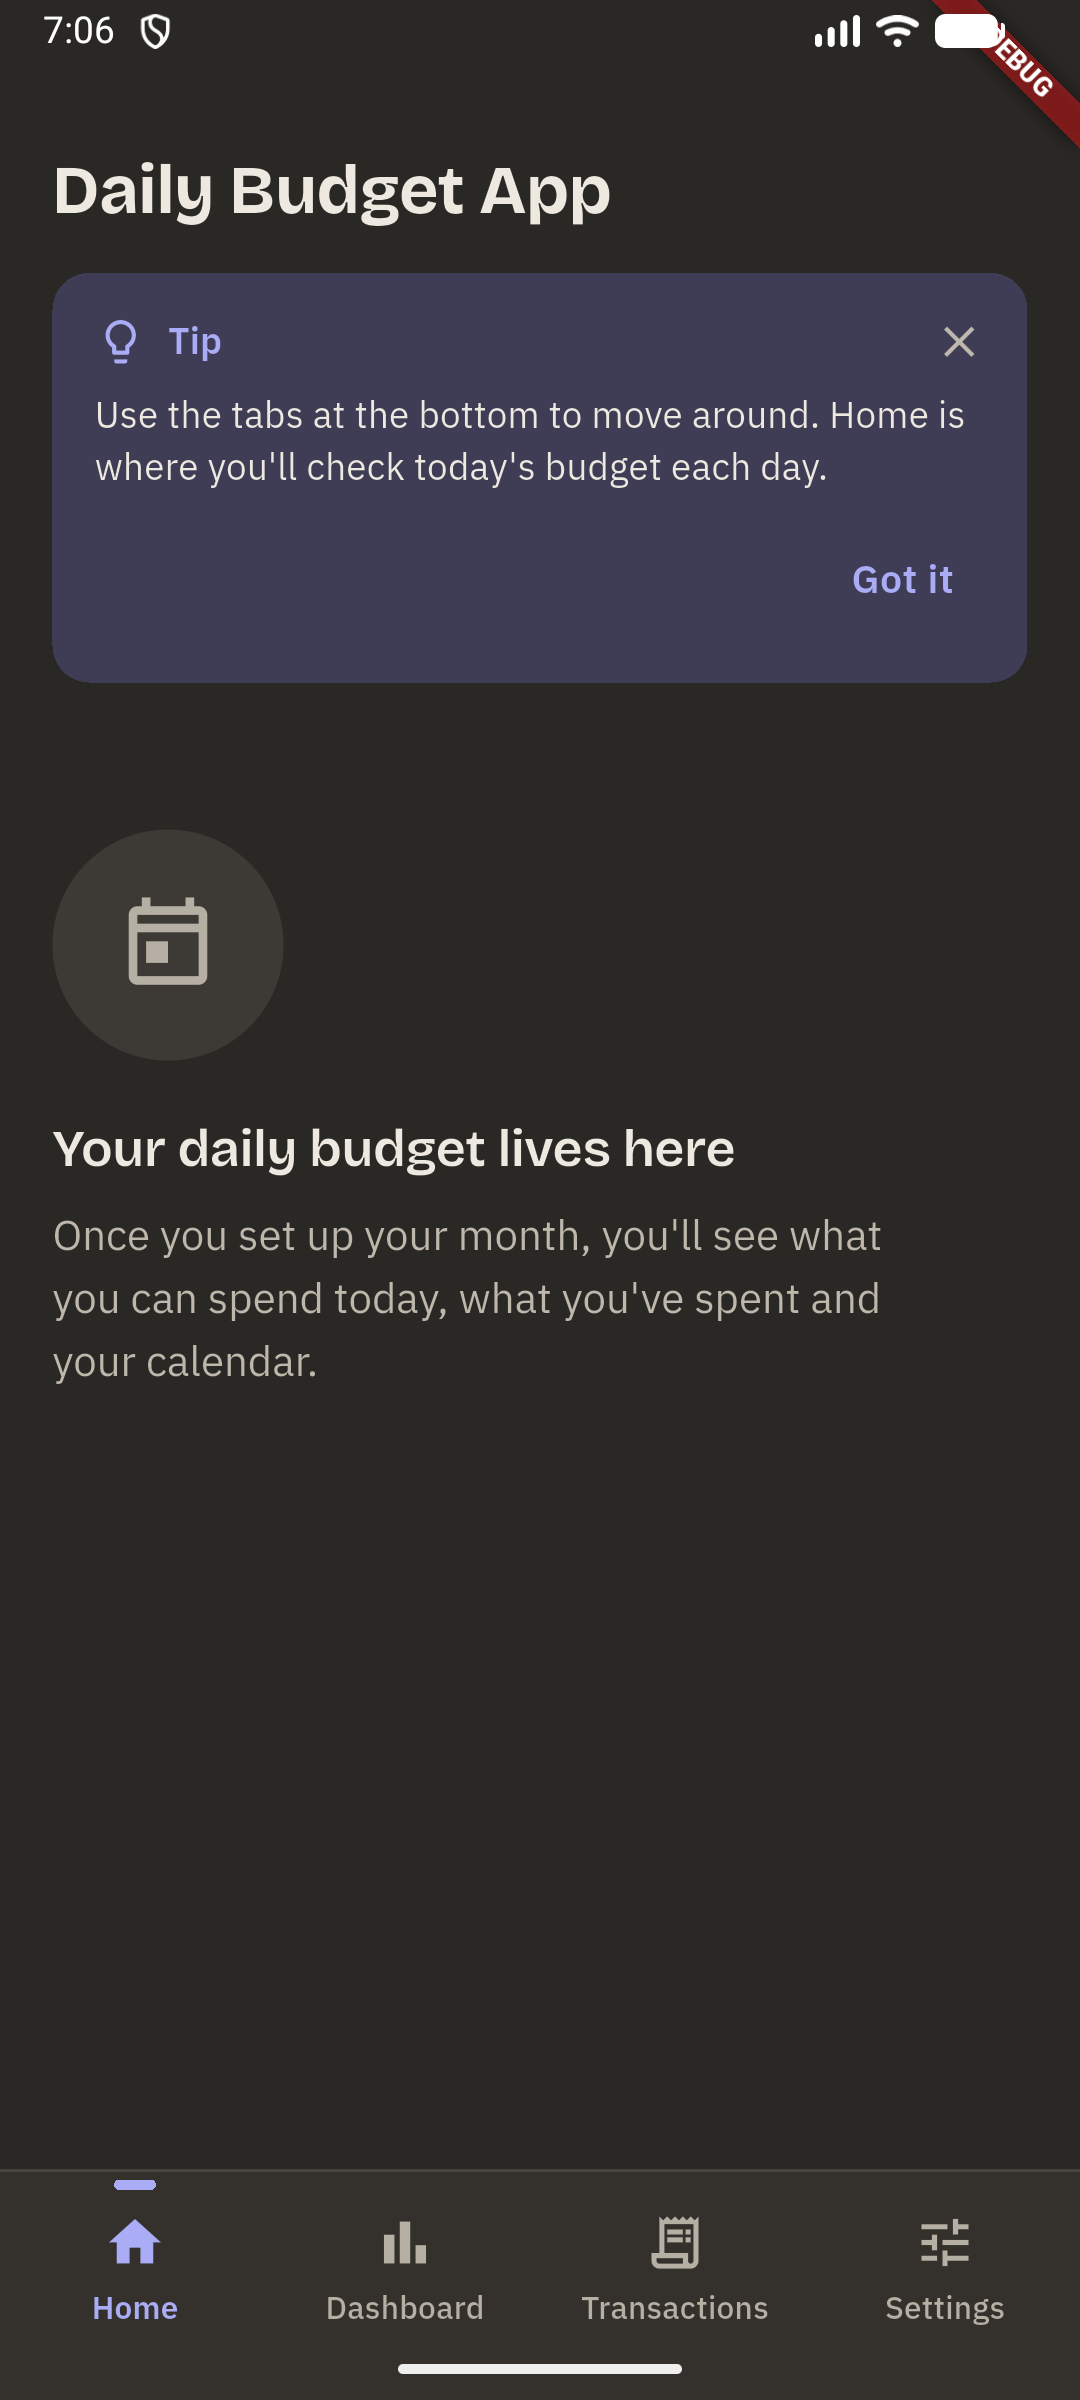 7:06
DEBUG
Daily Budget App
Tip
Use the tabs at the bottom to move around. Home is
where you'll check today's budget each day.
Got it
Your daily budget lives here
Once you set up your month, you'll see what
you can spend today, what you've spent and
your calendar.
Home
Dashboard
Transactions
Settings